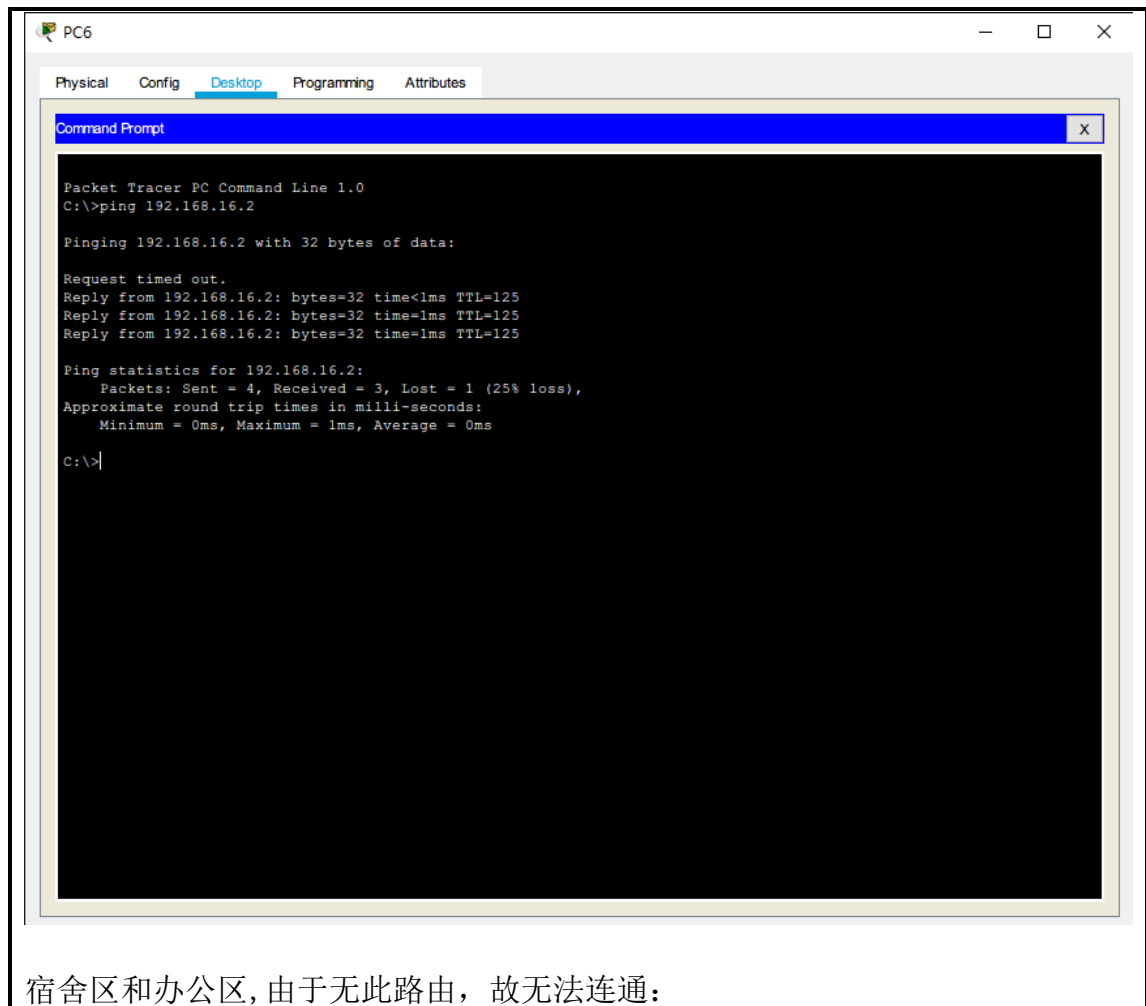 PC6
Physical Config Desktop Programming Attributes
Command Prompt
X
Packet Tracer PC Command Line 1.0
C:\>ping 192.168.16.2
Pinging 192.168.16.2 with 32 bytes of data:
Request timed out.
Reply from 192.168.16.2: bytes=32 time<1ms TTL=125
Reply from 192.168.16.2: bytes=32 time=1ms TTL=125
Reply from 192.168.16.2: bytes=32 time=1ms TTL=125
Ping statistics for 192.168.16.2:
Packets: Sent = 4, Received = 3, Lost = 1 (25% loss),
Approximate round trip times in milli-seconds:
Minimum = 0ms, Maximum = 1ms, Average = 0ms
C:\>
宿舍区和办公区,由于无此路由，故无法连通：